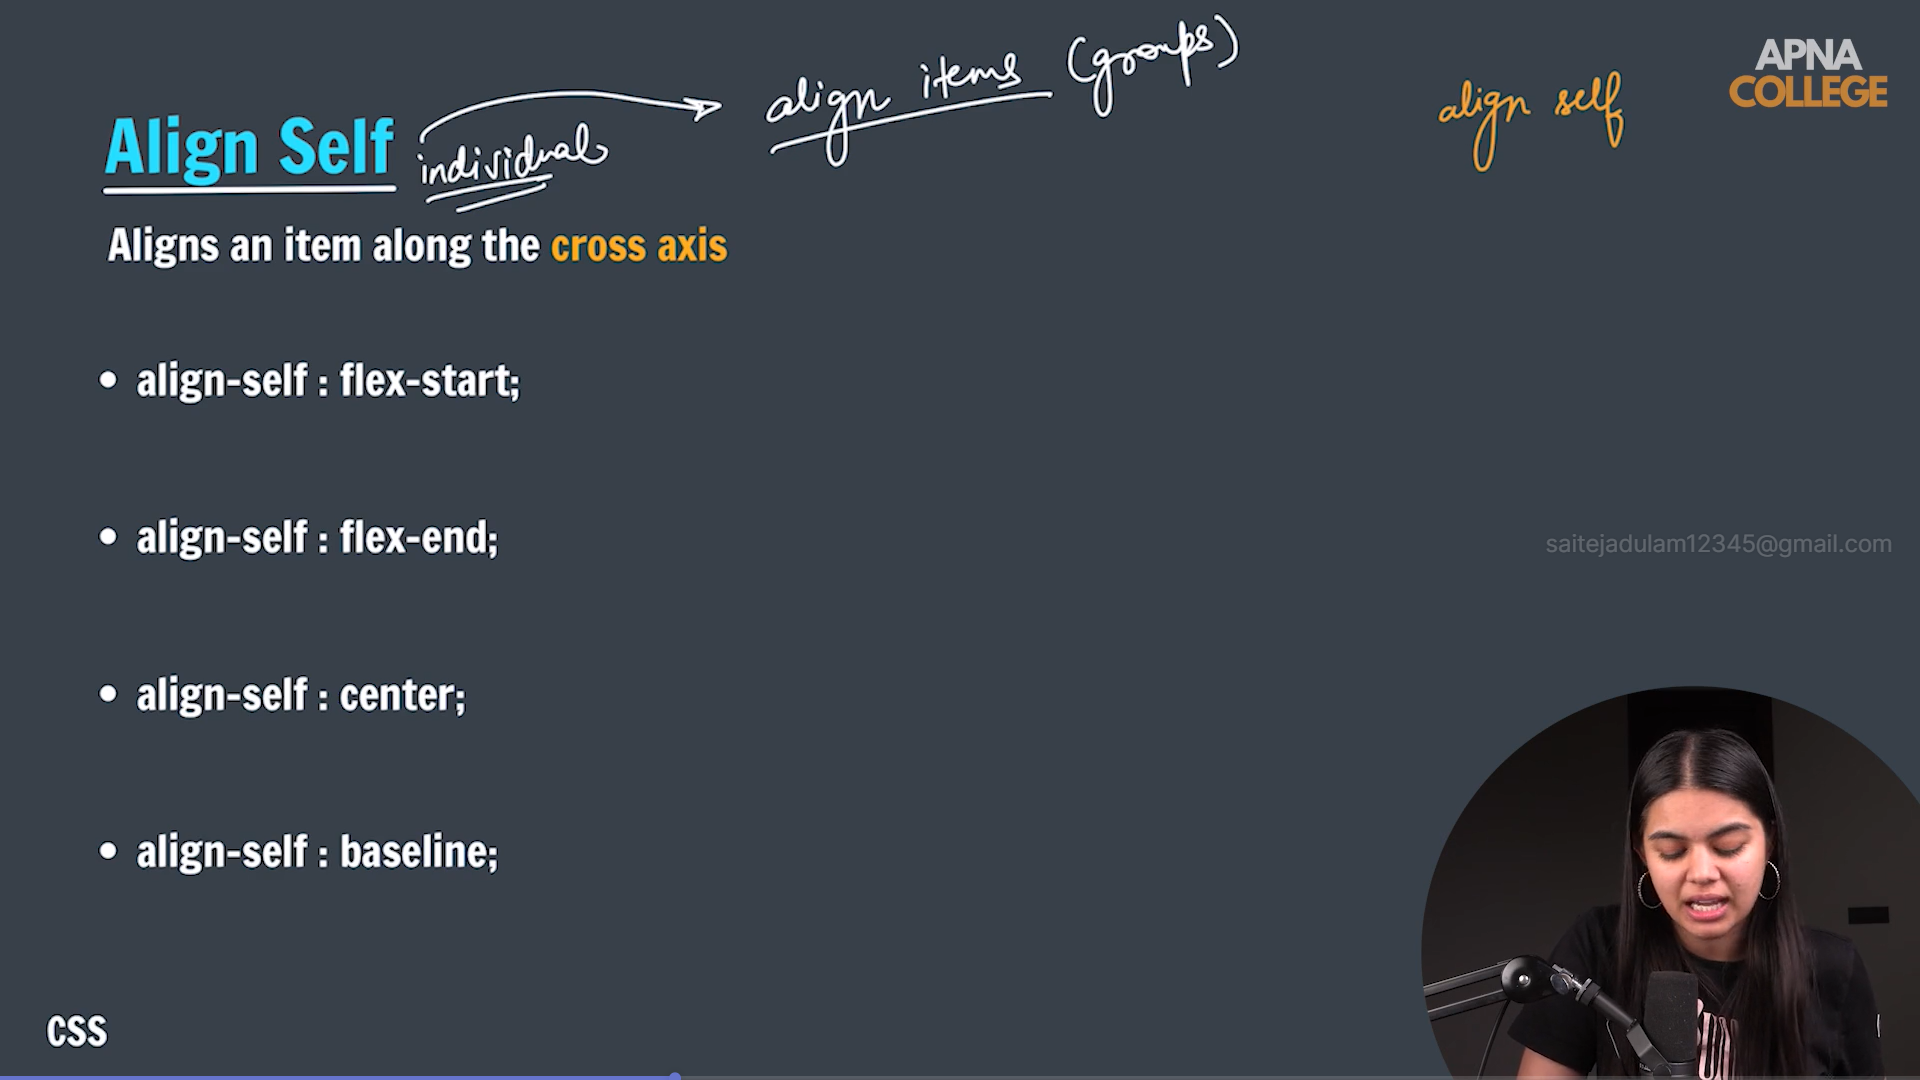 align items (groups)
APNA
COLLEGE
align self
Align Self
individual
Aligns an item along the cross axis
• align-self : flex-start;
• align-self : flex-end;
saitejadulam12345@gmail.com
• align-self : center;
• align-self : baseline;
CSS